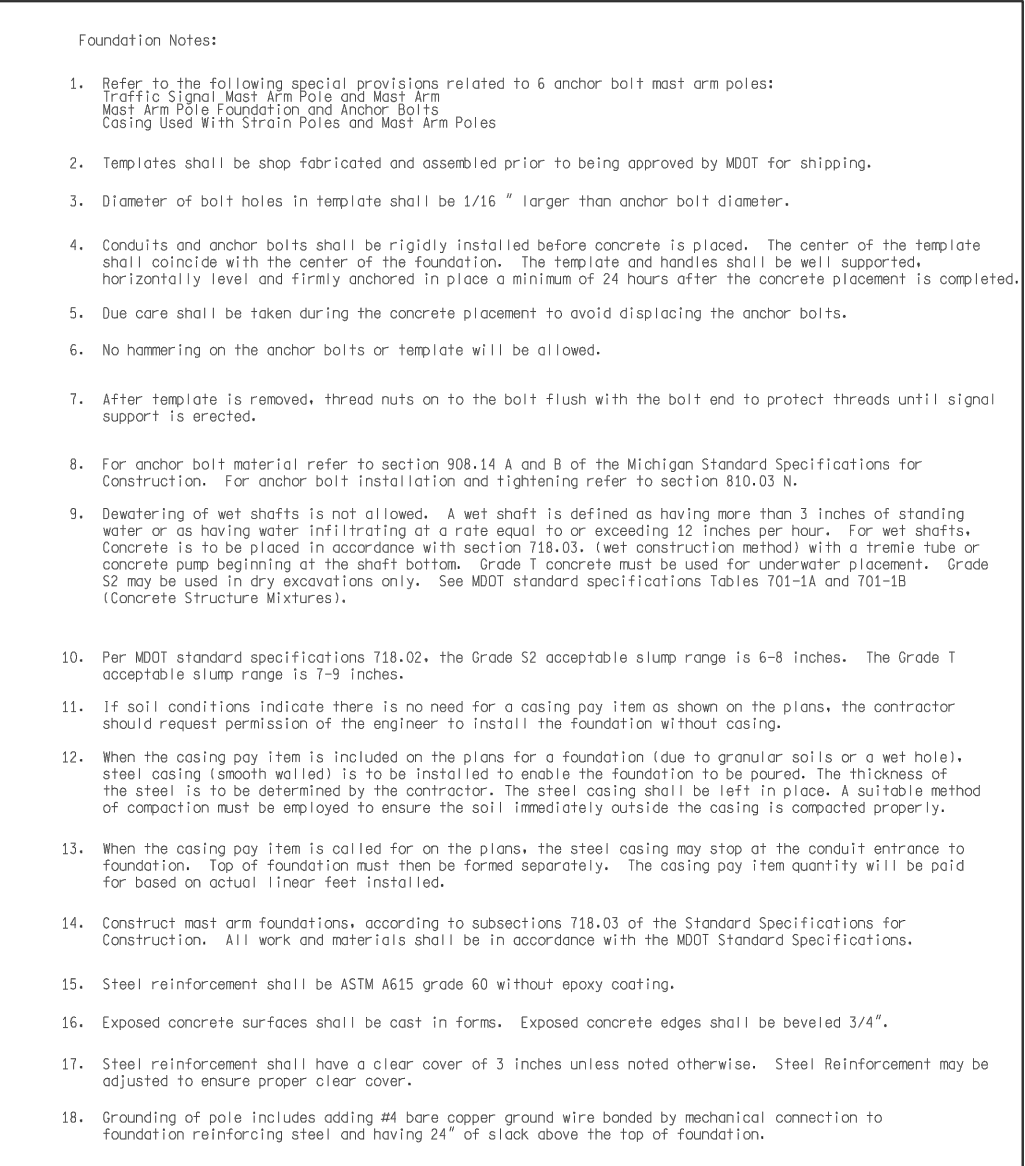 Foundation Notes:
1. Refer to the following special provisions related to 6 anchor bolt mast arm poles:
Traffic Signal Mast Arm Pole and Mast Arm
Mast Arm Pole Foundation and Anchor Bolts
Casing Used With Strain Poles and Mast Arm Poles
2. Templates shall be shop fabricated and assembled prior to being approved by MDOT for shipping.
3. Diameter of bolt holes in template shall be 1/16 " larger than anchor bolt diameter.
4. Conduits and anchor bolts shall be rigidly installed before concrete is placed. The center of the template
shall coincide with the center of the foundation. The template and handles shall be well supported,
horizontally level and firmly anchored in place a minimum of 24 hours after the concrete placement is completed.
5. Due care shall be taken during the concrete placement to avoid displacing the anchor bolts.
6. No hammering on the anchor bolts or template will be allowed.
7. After template is removed, thread nuts on to the bolt flush with the bolt end to protect threads until signal
support is erected.
8. For anchor bolt material refer to section 908.14 A and B of the Michigan Standard Specifications for
Construction. For anchor bolt installation and tightening refer to section 810.03 N.
9. Dewatering of wet shafts is not allowed. A wet shaft is defined as having more than 3 inches of standing
water or as having water infiltrating at a rate equal to or exceeding 12 inches per hour. For wet shafts,
Concrete is to be placed in accordance with section 718.03. (wet construction method) with a tremie tube or
concrete pump beginning at the shaft bottom. Grade T concrete must be used for underwater placement. Grade
S2 may be used in dry excavations only. See MDOT standard specifications Tables 701-1A and 701-1B
(Concrete Structure Mixtures).
10. Per MDOT standard specifications 718.02, the Grade S2 acceptable slump range is 6-8 inches. The Grade T
acceptable slump range is 7-9 inches.
11. If soil conditions indicate there is no need for a casing pay item as shown on the plans, the contractor
should request permission of the engineer to install the foundation without casing.
12. When the casing pay item is included on the plans for a foundation (due to granular soils or a wet hole),
steel casing (smooth walled) is to be installed to enable the foundation to be poured. The thickness of
the steel is to be determined by the contractor. The steel casing shall be left in place. A suitable method
of compaction must be employed to ensure the soil immediately outside the casing is compacted properly.
13. When the casing pay item is called for on the plans, the steel casing may stop at the conduit entrance to
foundation. Top of foundation must then be formed separately. The casing pay item quantity will be paid
for based on actual linear feet installed.
14. Construct mast arm foundations, according to subsections 718.03 of the Standard Specifications for
Construction. All work and materials shall be in accordance with the MDOT Standard Specifications.
15. Steel reinforcement shall be ASTM A615 grade 60 without epoxy coating.
16. Exposed concrete surfaces shall be cast in forms. Exposed concrete edges shall be beveled 3/4".
17. Steel reinforcement shall have a clear cover of 3 inches unless noted otherwise. Steel Reinforcement may be
adjusted to ensure proper clear cover.
18. Grounding of pole includes adding #4 bare copper ground wire bonded by mechanical connection to
foundation reinforcing steel and having 24" of slack above the top of foundation.